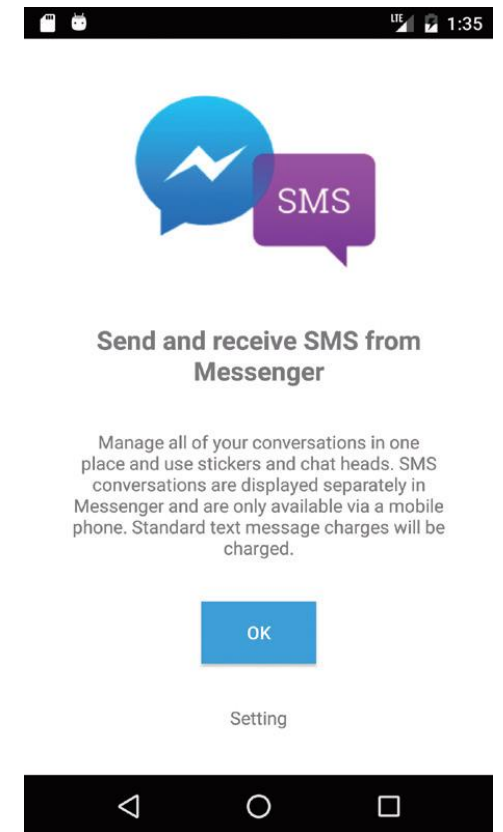 LTE 1:35
SMS
Send and receive SMS from
Messenger
Manage all of your conversations in one
place and use stickers and chat heads. SMS
conversations are displayed separately in
Messenger and are only available via a mobile
phone. Standard text message charges will be
charged.
OK
Setting